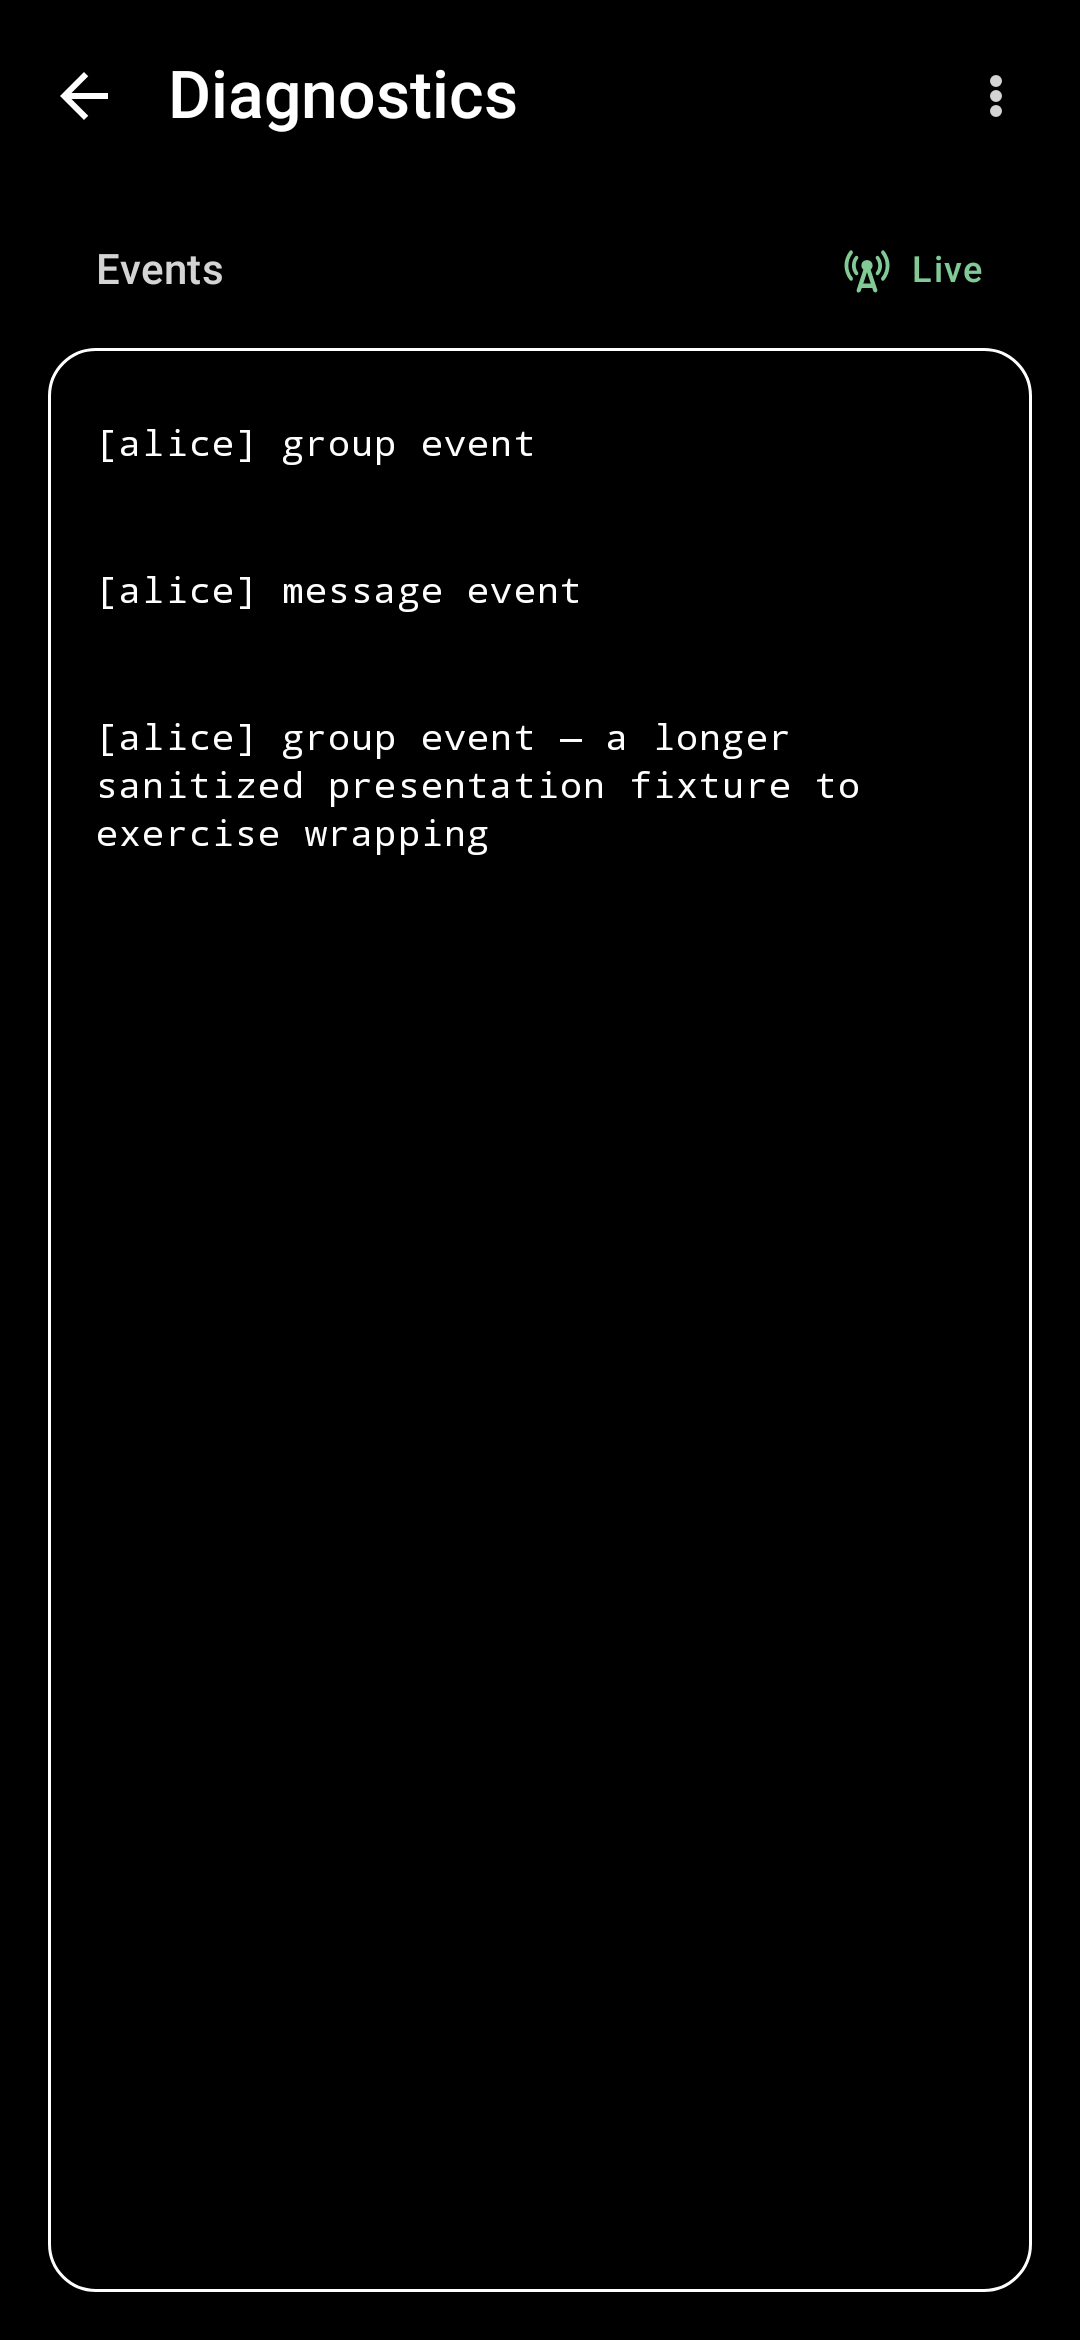 Diagnostics
Events
Live
[alice] group event
[alice] message event
[alice] group event — a longer
sanitized presentation fixture to
exercise wrapping